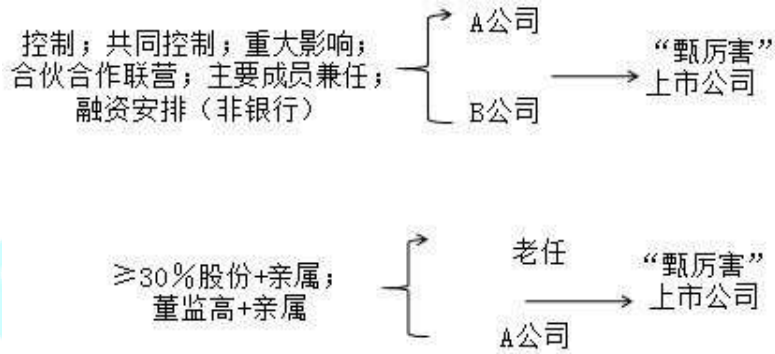 控制；共同控制；重大影响；
合伙合作联营；主要成员兼任；
融资安排（非银行）
A公司
B公司
“甄厉害”
上市公司
≥30%股份+亲属；
董监高+亲属
老任
A公司
“甄厉害”
上市公司